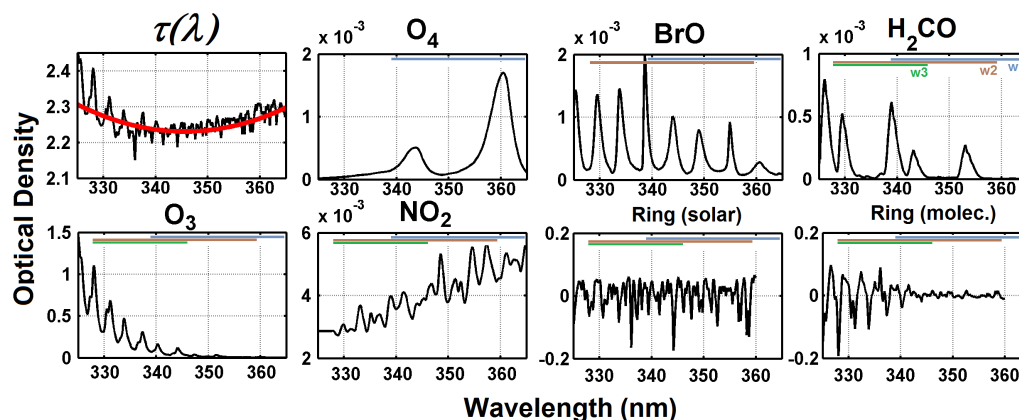 τ(λ)
O4
BrO
H2CO
x 10-3
x 10-3
x 10-3
2.4
2.3
2.2
2.1
330 340 350 360
2
1
0
340 350 360
2
1
0
330 340 350 360
1
0.5
0
330 340 350 360
w3
w2
w
Optical Density
O3
NO2
Ring (solar)
Ring (molec.)
x 10-3
1.5
1
0.5
0
330 340 350 360
6
4
2
330 340 350 360
0.2
0
-0.2
330 340 350 360
0.2
0
-0.2
330 340 350 360
Wavelength (nm)